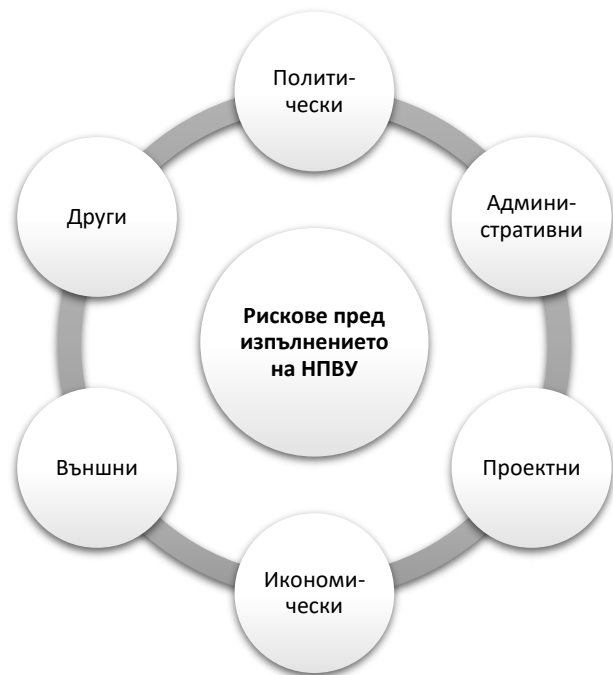 Полити-
чески
Админи-
стративни
Проектни
Икономи-
чески
Външни
Други
Рискове пред
изпълнението
на НПВУ